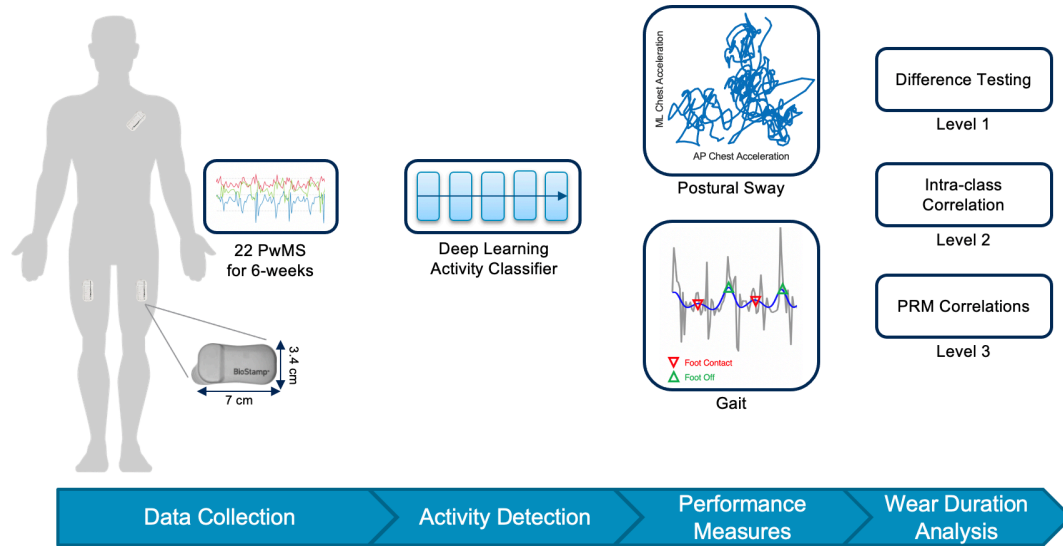 22 PwMS
for 6-weeks
BioStamp
3.4 cm
7 cm
Deep Learning
Activity Classifier
ML Chest Acceleration
AP Chest Acceleration
Postural Sway
Foot Contact
Foot Off
Gait
Difference Testing
Level 1
Intra-class
Correlation
Level 2
PRM Correlations
Level 3
Data Collection
Activity Detection
Performance
Measures
Wear Duration
Analysis